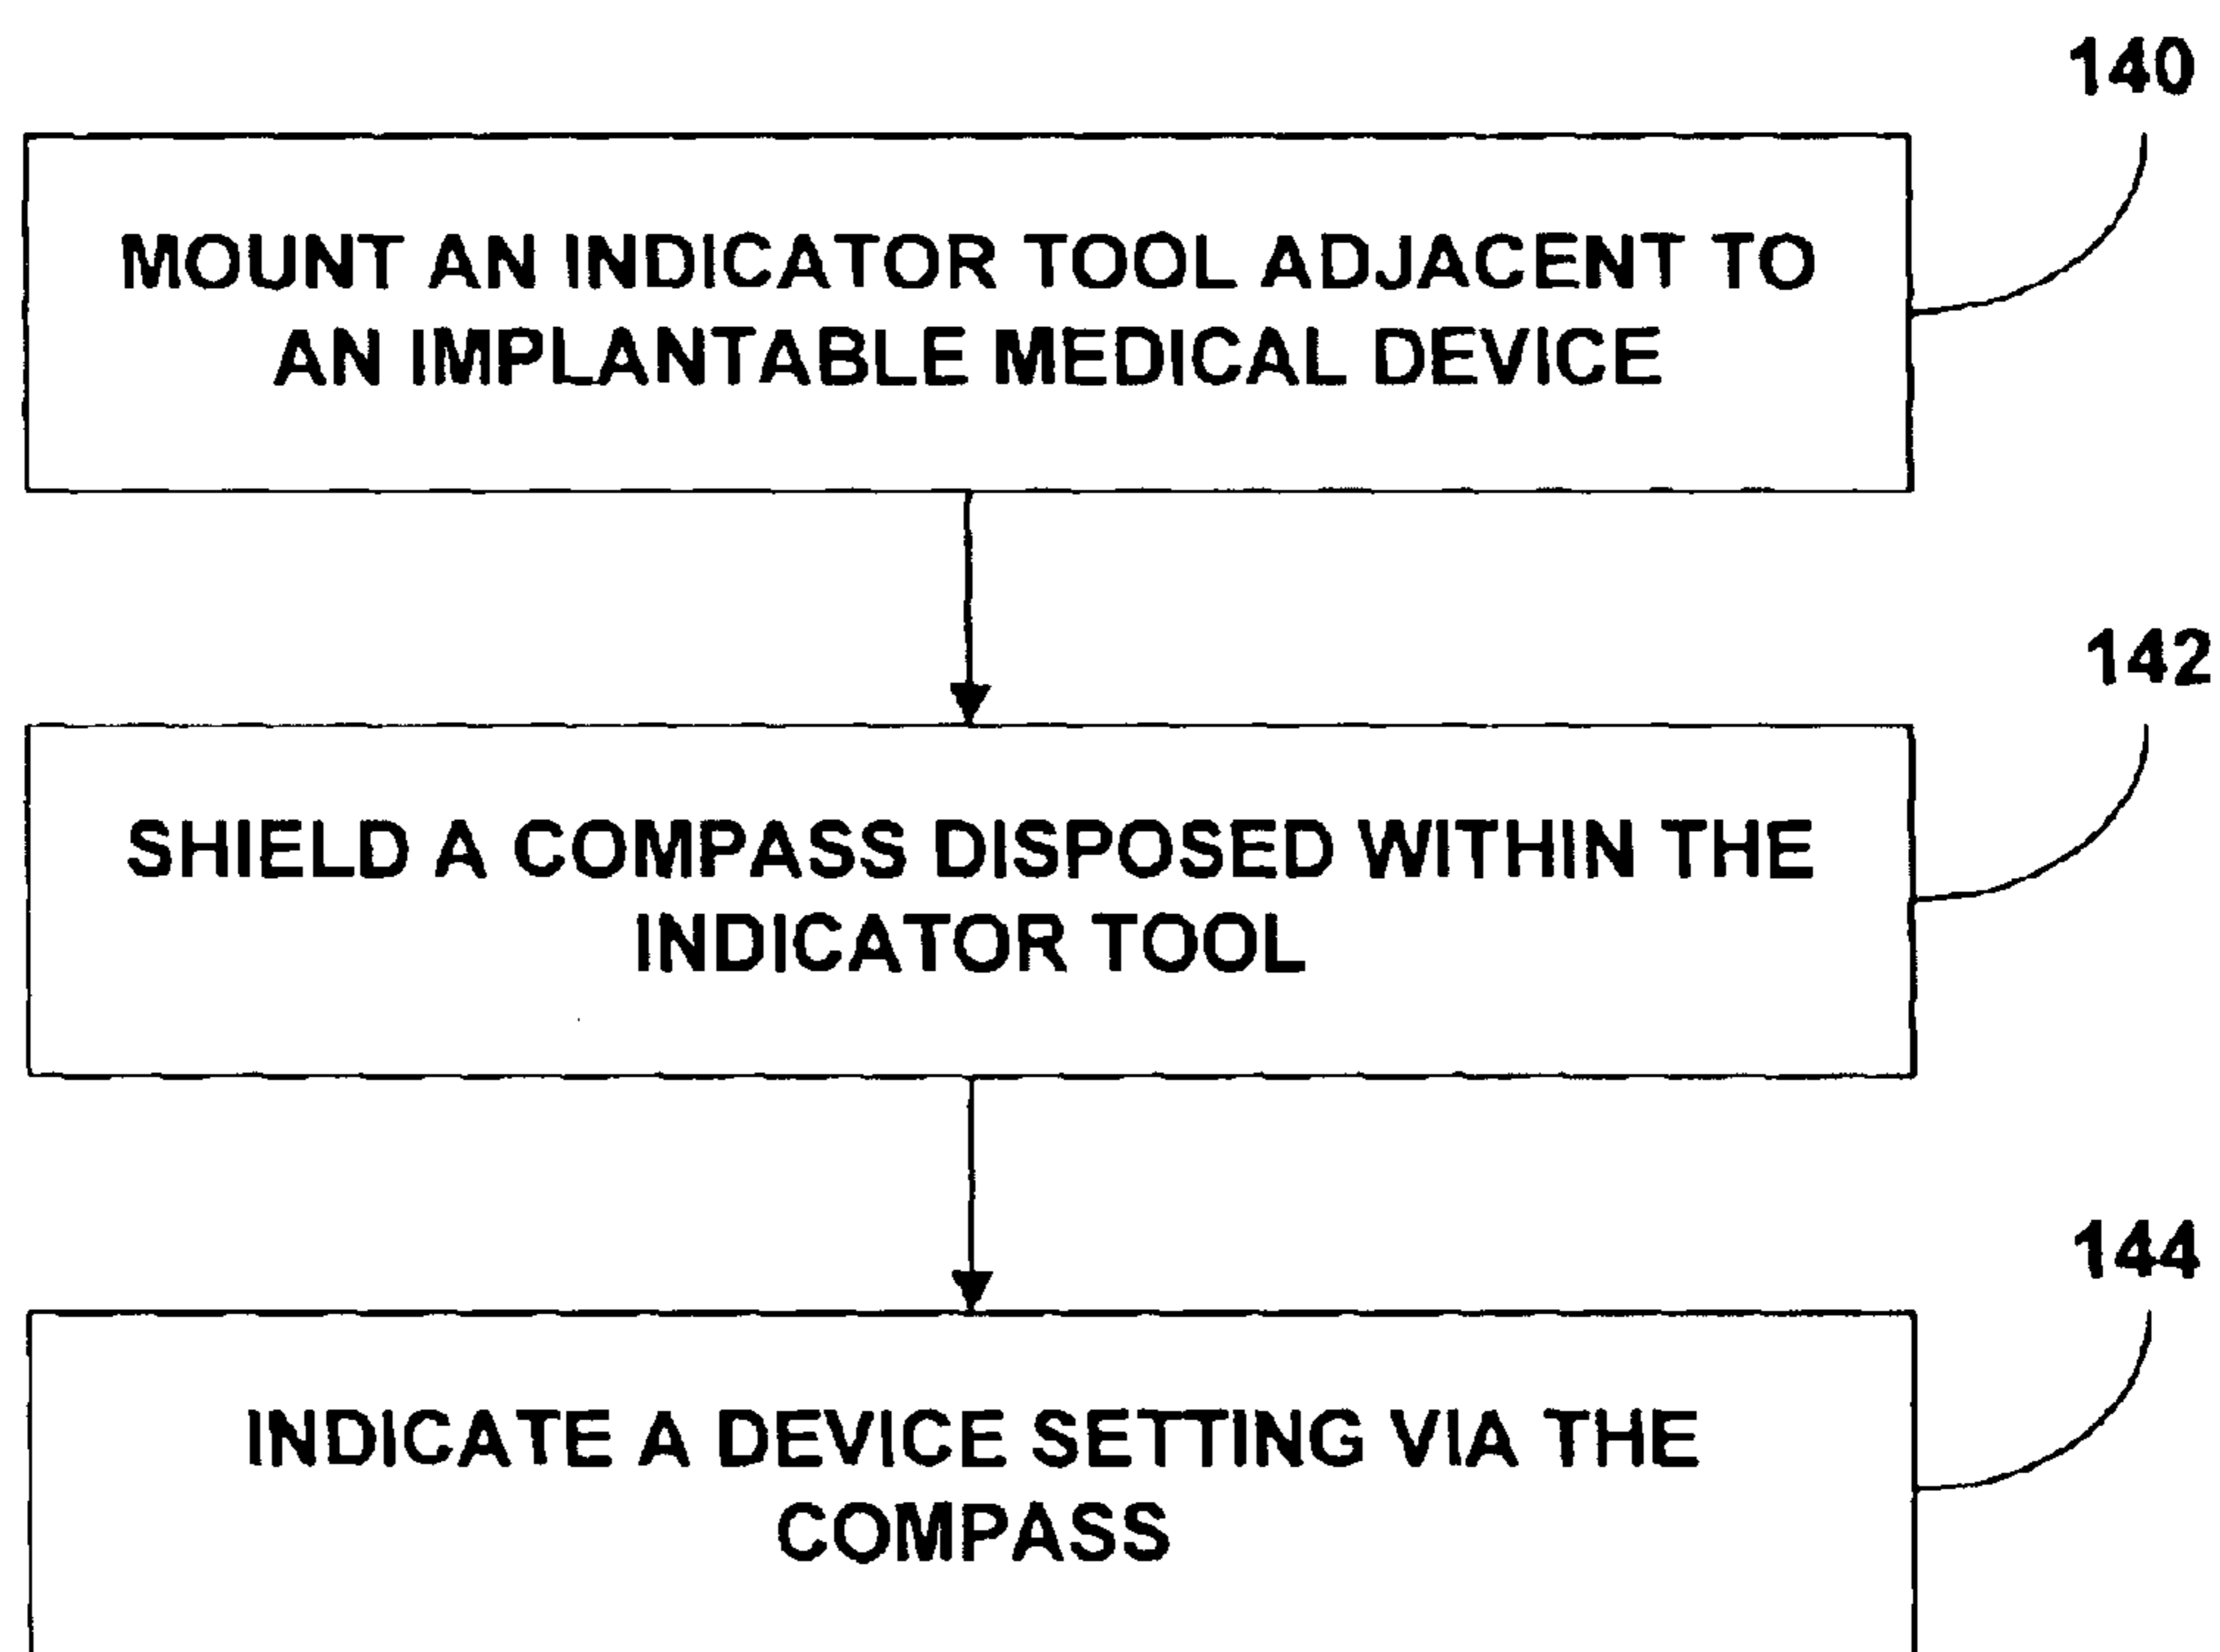 140
MOUNT AN INDICATOR TOOL ADJACENT TO
AN IMPLANTABLE MEDICAL DEVICE
142
SHIELD A COMPASS DISPOSED WITHIN THE
INDICATOR TOOL
144
INDICATE A DEVICE SETTING VIA THE
COMPASS